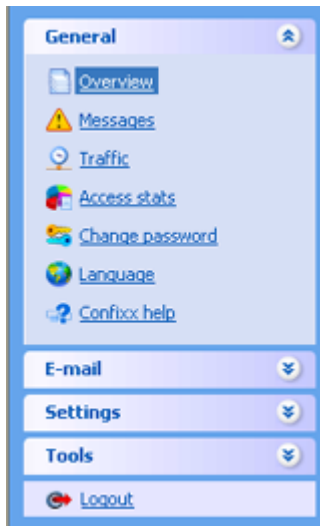 General
Overview
Messages
Traffic
Access stats
Change password
Language
Confixx help
E-mail
Settings
Tools
Logout